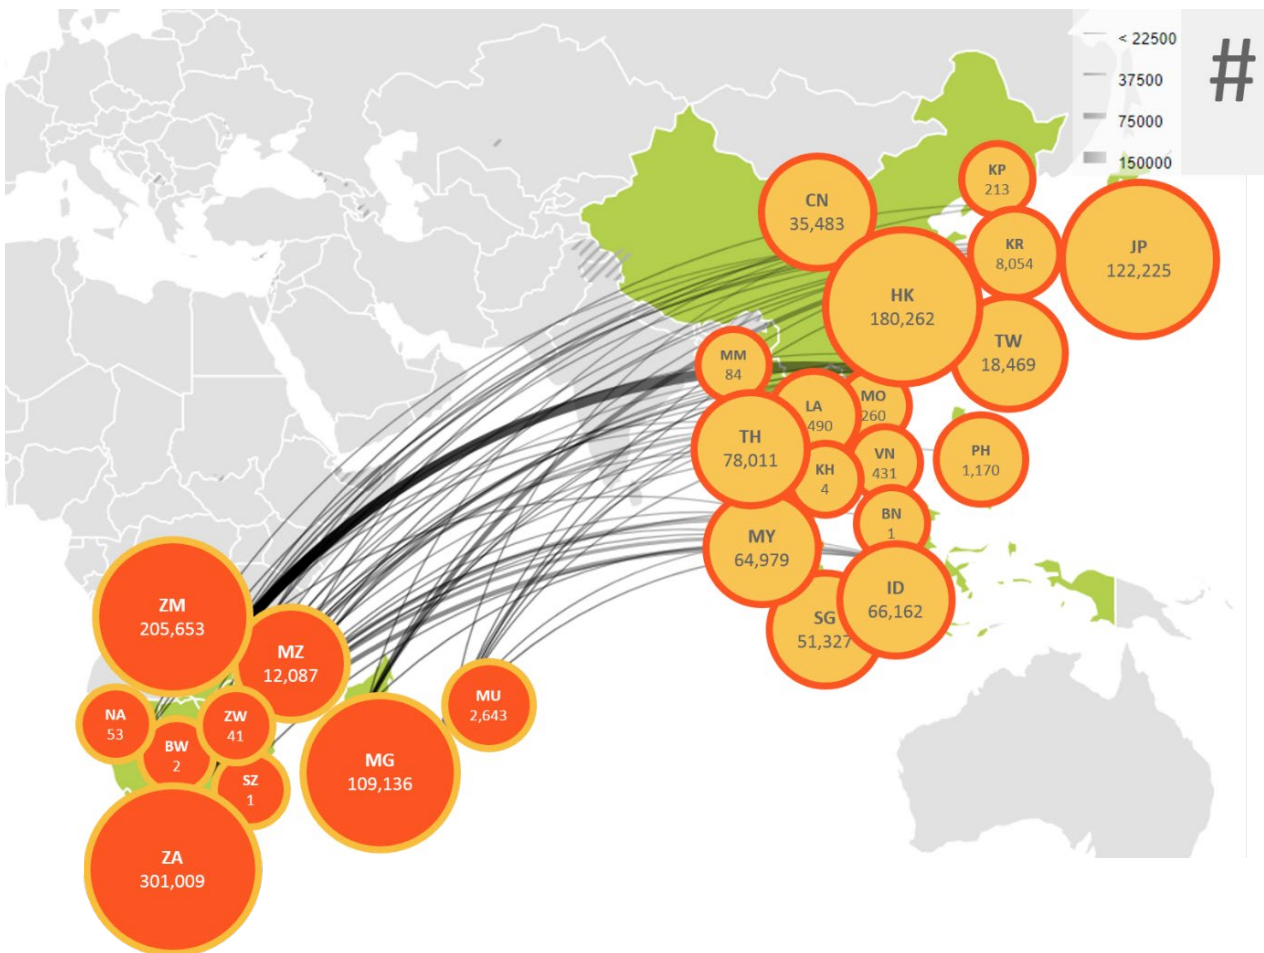 < 22500
37500
75000
150000
#
KP
213
CN
35,483
KR
8,054
JP
122,225
HK
180,262
TW
18,469
MM
84
LA
490
MO
260
TH
78,011
KH
4
VN
431
PH
1,170
BN
1
MY
64,979
ID
66,162
SG
51,327
ZM
205,653
MZ
12,087
MU
2,643
NA
53
ZW
41
BW
2
SZ
1
MG
109,136
ZA
301,009